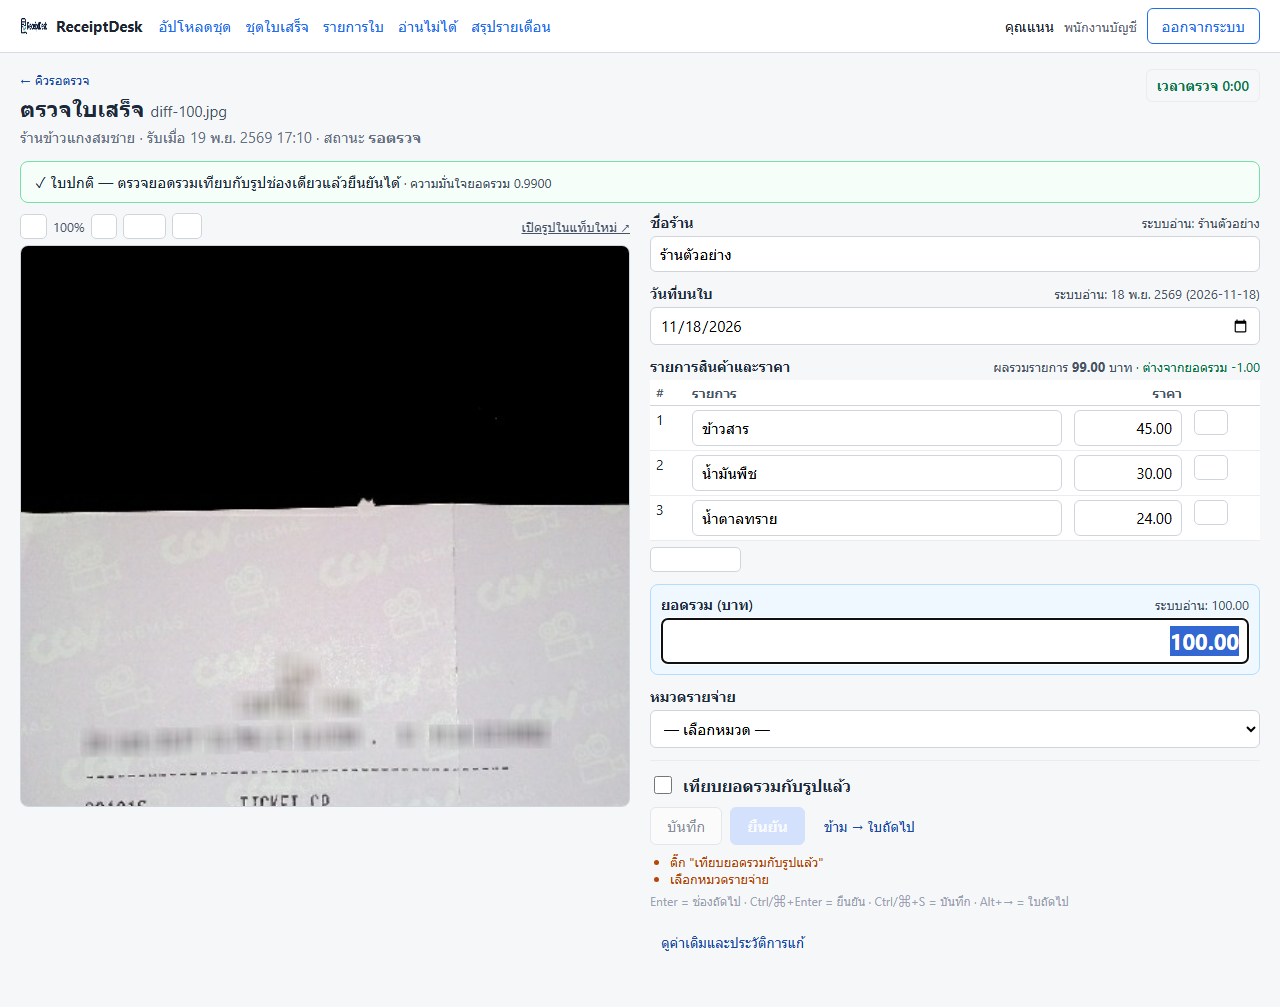 ReceiptDesk อัปโหลดชุด ชุดใบเสร็จ รายการใบ อ่านไม่ได้ สรุปรายเดือน คุณแนน พนักงานบัญชี ออกจากระบบ
← คิวรอตรวจ
เวลาตรวจ 0:00
ตรวจใบเสร็จ diff-100.jpg
ร้านข้าวแกงสมชาย · รับเมื่อ 19 พ.ย. 2569 17:10 · สถานะ รอตรวจ
✓ ใบปกติ — ตรวจยอดรวมเทียบกับรูปช่องเดียวแล้วยืนยันได้ · ความมั่นใจยอดรวม 0.9900
100% เปิดรูปในแท็บใหม่ ↗
CGV CINEMAS
TICKET CP
ชื่อร้าน ระบบอ่าน: ร้านตัวอย่าง
ร้านตัวอย่าง
วันที่บนใบ ระบบอ่าน: 18 พ.ย. 2569 (2026-11-18)
11/18/2026
รายการสินค้าและราคา ผลรวมรายการ 99.00 บาท · ต่างจากยอดรวม -1.00
# รายการ ราคา
1 ข้าวสาร 45.00
2 น้ำมันพืช 30.00
3 น้ำตาลทราย 24.00
ยอดรวม (บาท) ระบบอ่าน: 100.00
100.00
หมวดรายจ่าย
— เลือกหมวด —
เทียบยอดรวมกับรูปแล้ว
บันทึก ยืนยัน ข้าม → ใบถัดไป
• ติ๊ก "เทียบยอดรวมกับรูปแล้ว"
• เลือกหมวดรายจ่าย
Enter = ช่องถัดไป · Ctrl/⌘+Enter = ยืนยัน · Ctrl/⌘+S = บันทึก · Alt+→ = ใบถัดไป
ดูค่าเดิมและประวัติการแก้